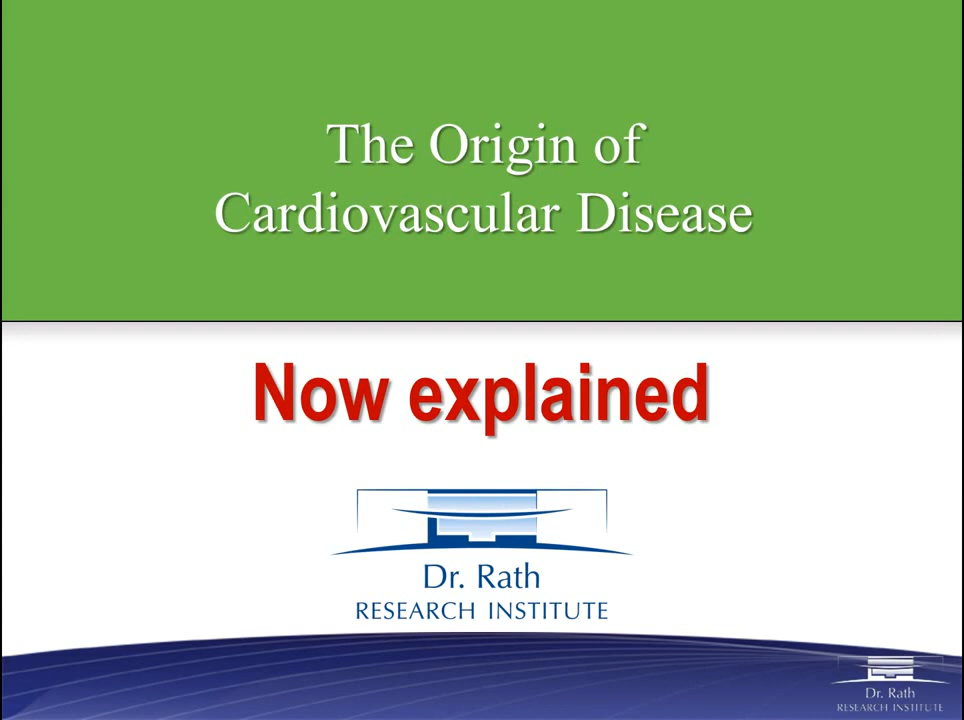 The Origin of
Cardiovascular Disease
Now explained
Dr. Rath
RESEARCH INSTITUTE
Dr. Rath
RESEARCH INSTITUTE